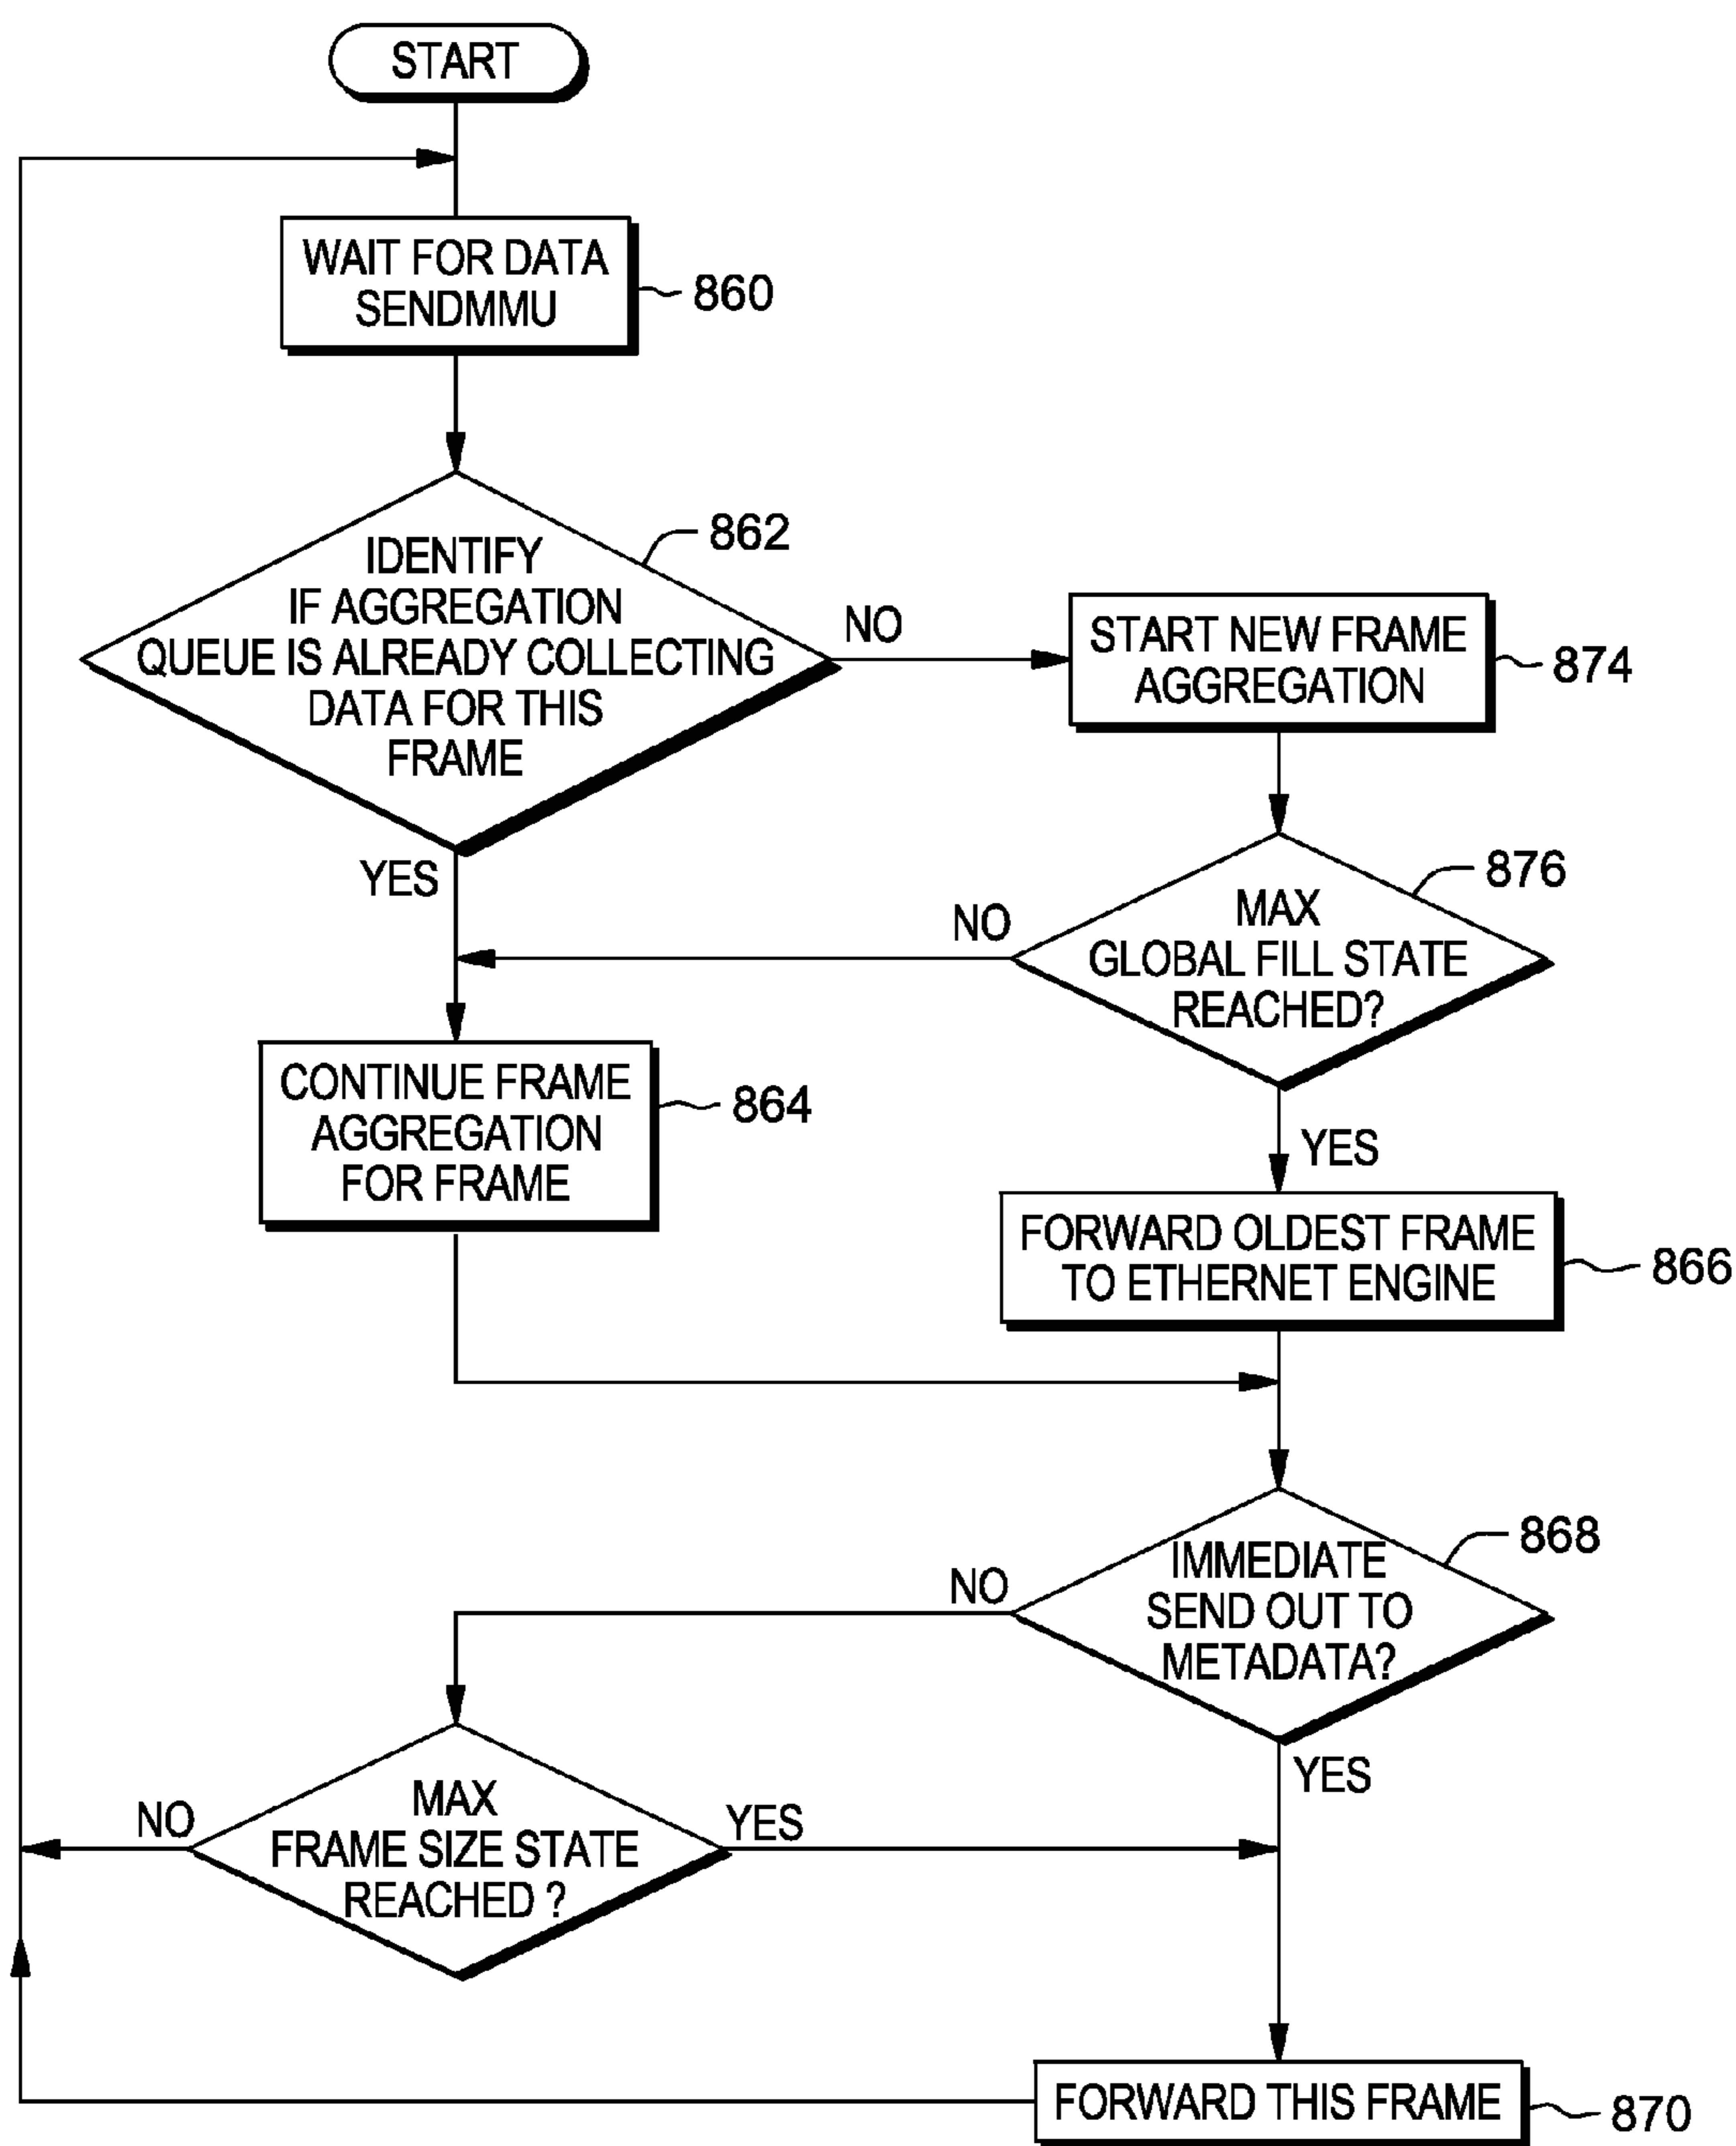 START
WAIT FOR DATA
SENDMMU
860
IDENTIFY
IF AGGREGATION
QUEUE IS ALREADY COLLECTING
DATA FOR THIS
FRAME
862
NO
YES
START NEW FRAME
AGGREGATION
874
MAX
GLOBAL FILL STATE
REACHED?
876
NO
YES
CONTINUE FRAME
AGGREGATION
FOR FRAME
864
FORWARD OLDEST FRAME
TO ETHERNET ENGINE
866
IMMEDIATE
SEND OUT TO
METADATA?
868
NO
YES
MAX
FRAME SIZE STATE
REACHED ?
NO
YES
FORWARD THIS FRAME
870